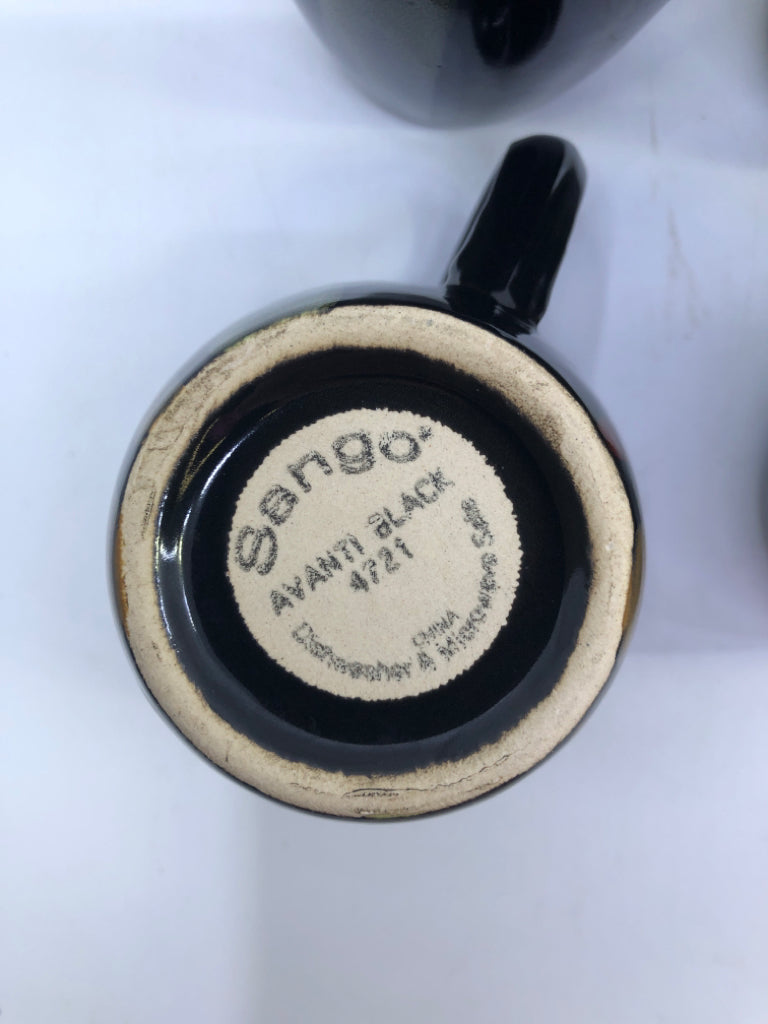 Sango
AVANTI BLACK
4721
CHINA
Dishwasher & Microwave Safe